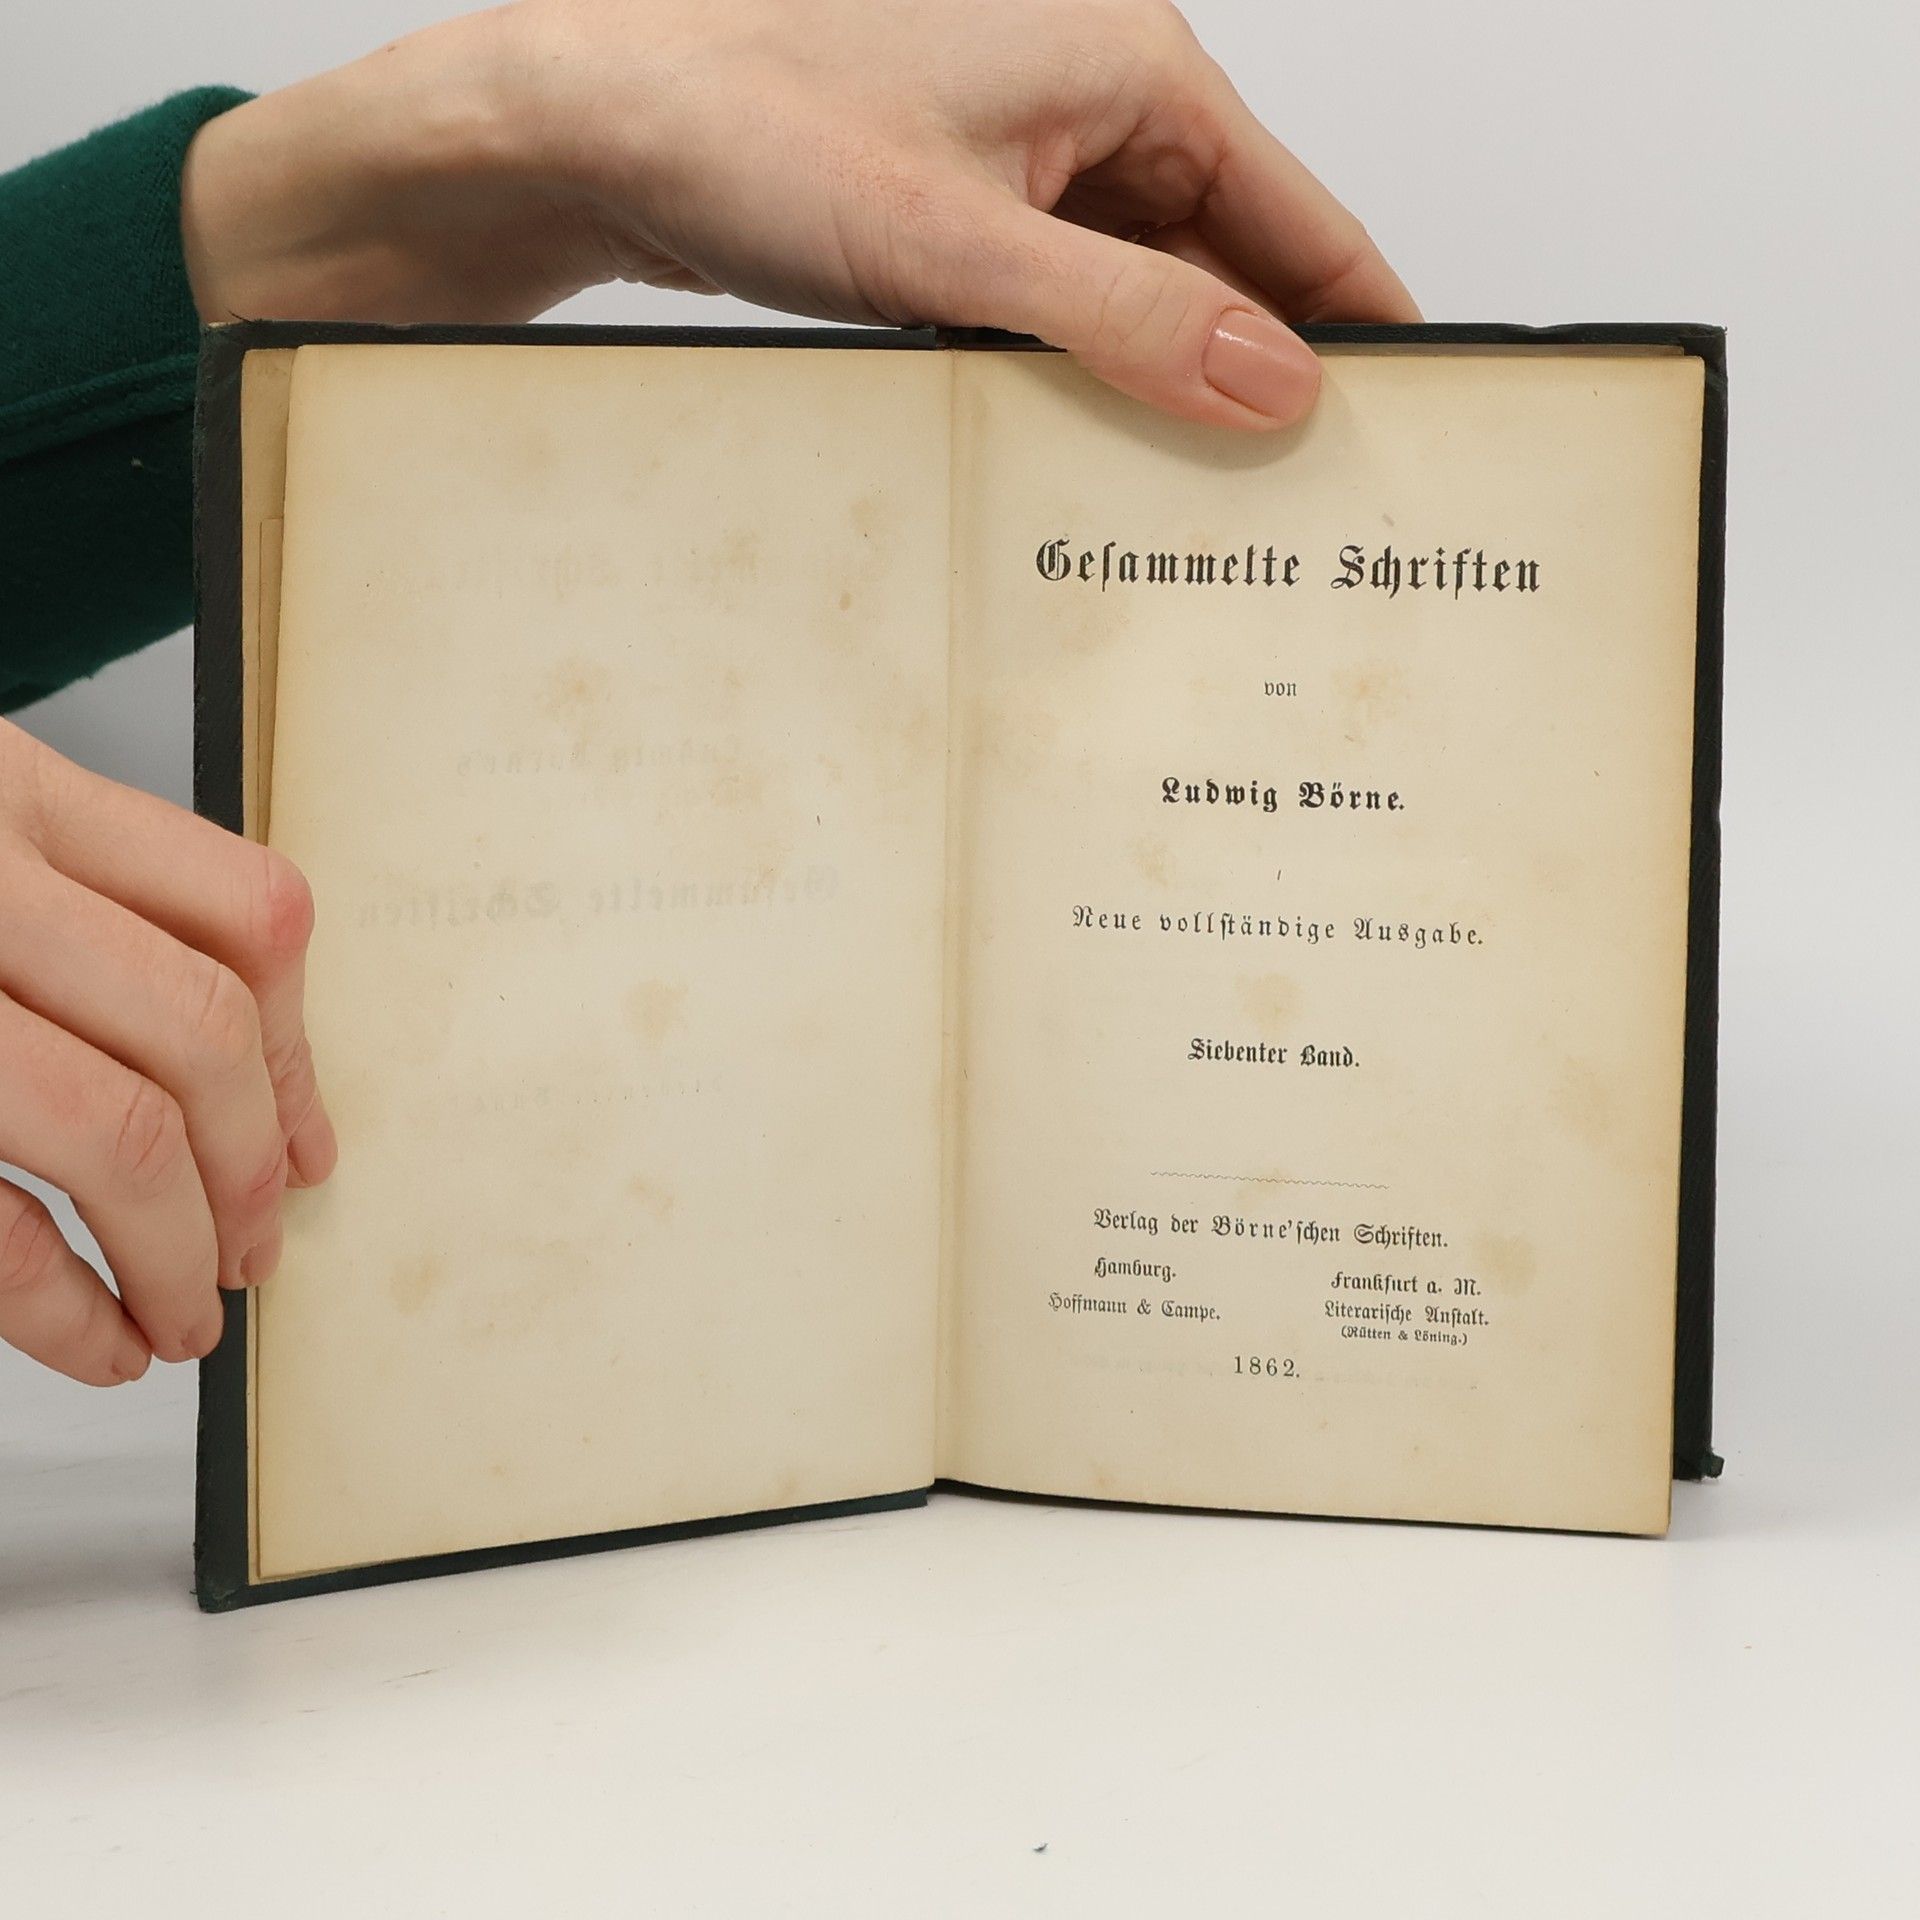 Gesammelte Schriften
von
Ludwig Börne.
Neue vollständige Ausgabe.
Siebenter Band.
Verlag der Börne'schen Schriften.
Hamburg.
Hoffmann & Campe.
Frankfurt a. M.
Literarische Anstalt.
(Rütten & Löning.)
1862.